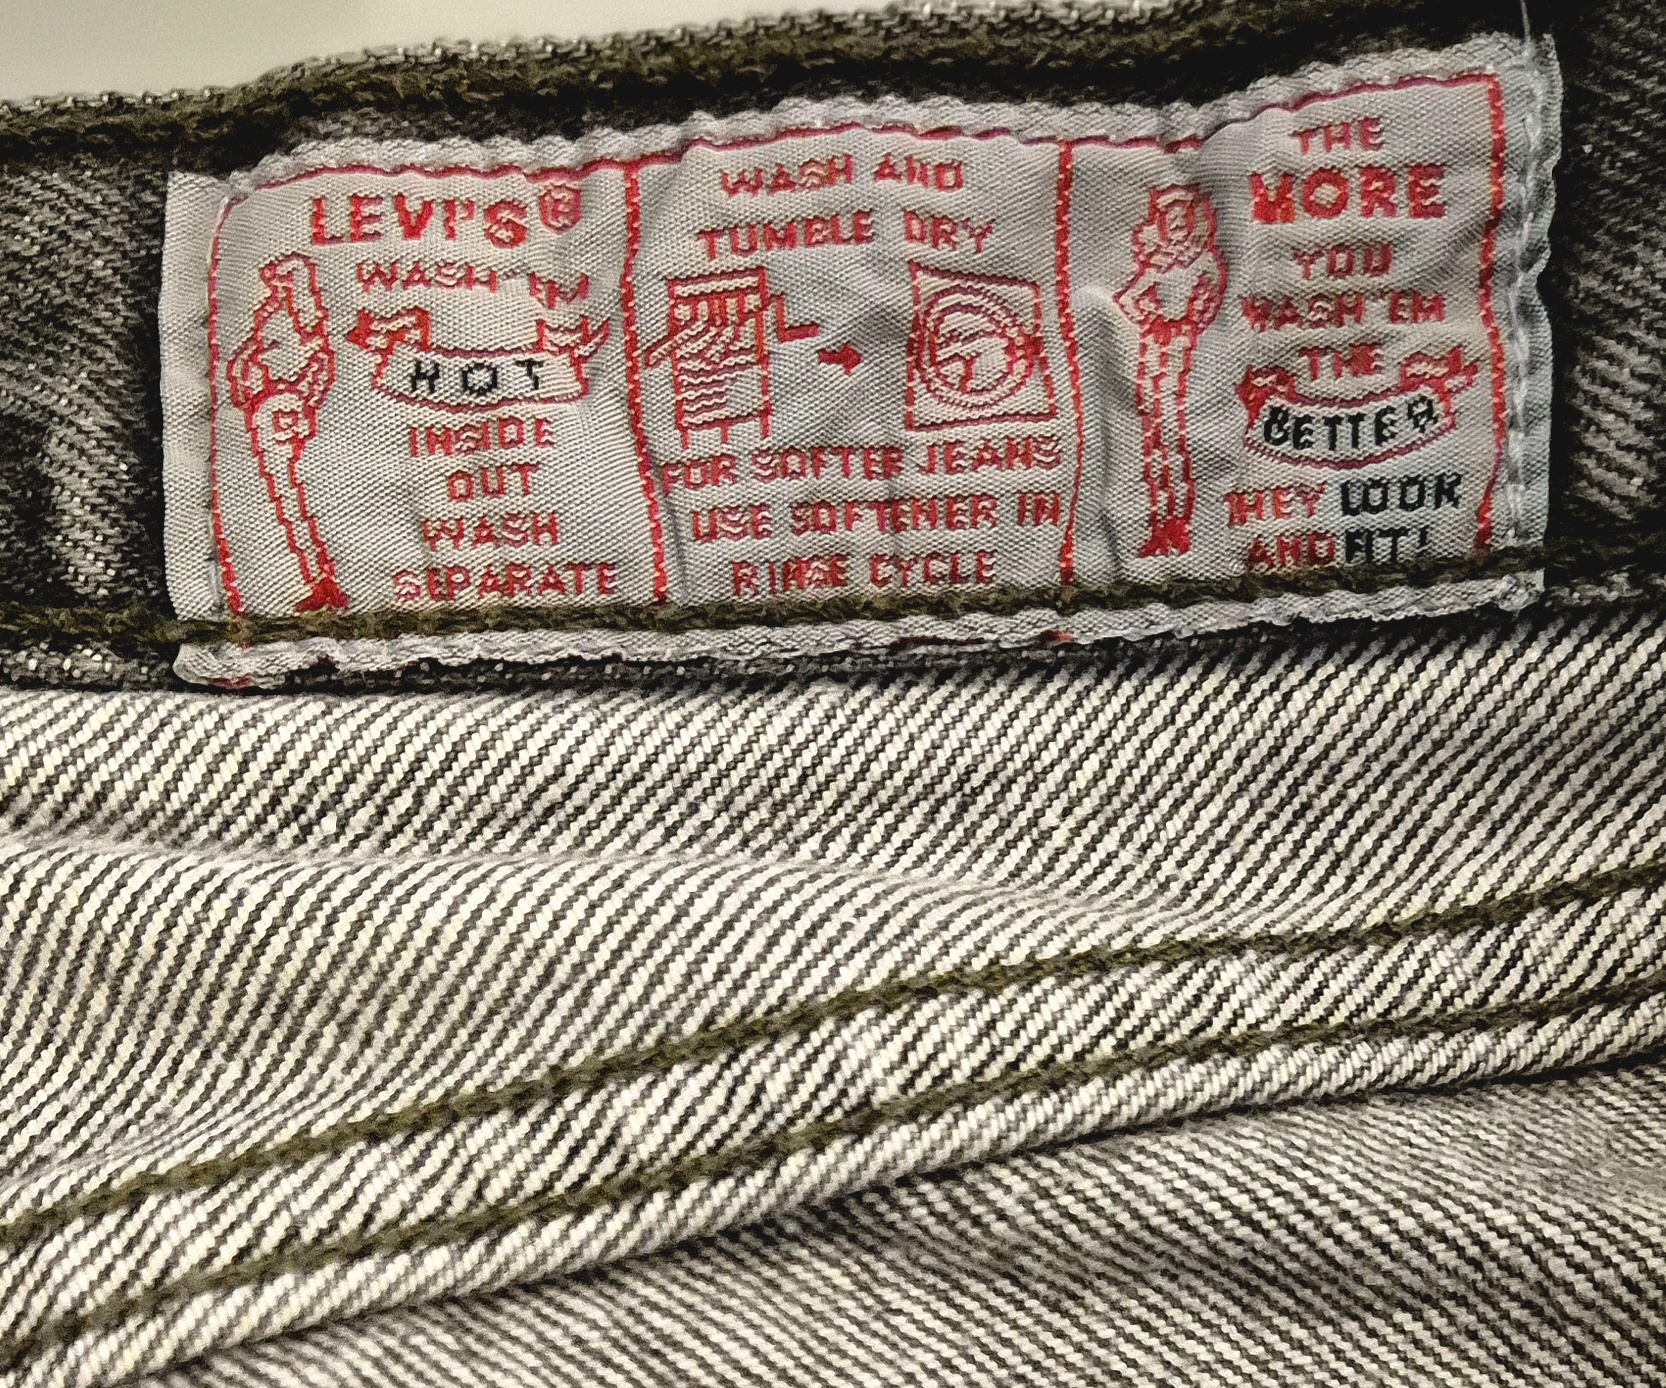 LEVI'S®
WASH 'EM
HOT
INSIDE
OUT
WASH
SEPARATE
WASH AND
TUMBLE DRY
FOR SOFTER JEANS
USE SOFTENER IN
RINSE CYCLE
THE
MORE
YOU
WASH 'EM
THE
BETTER
THEY LOOK
AND FIT!